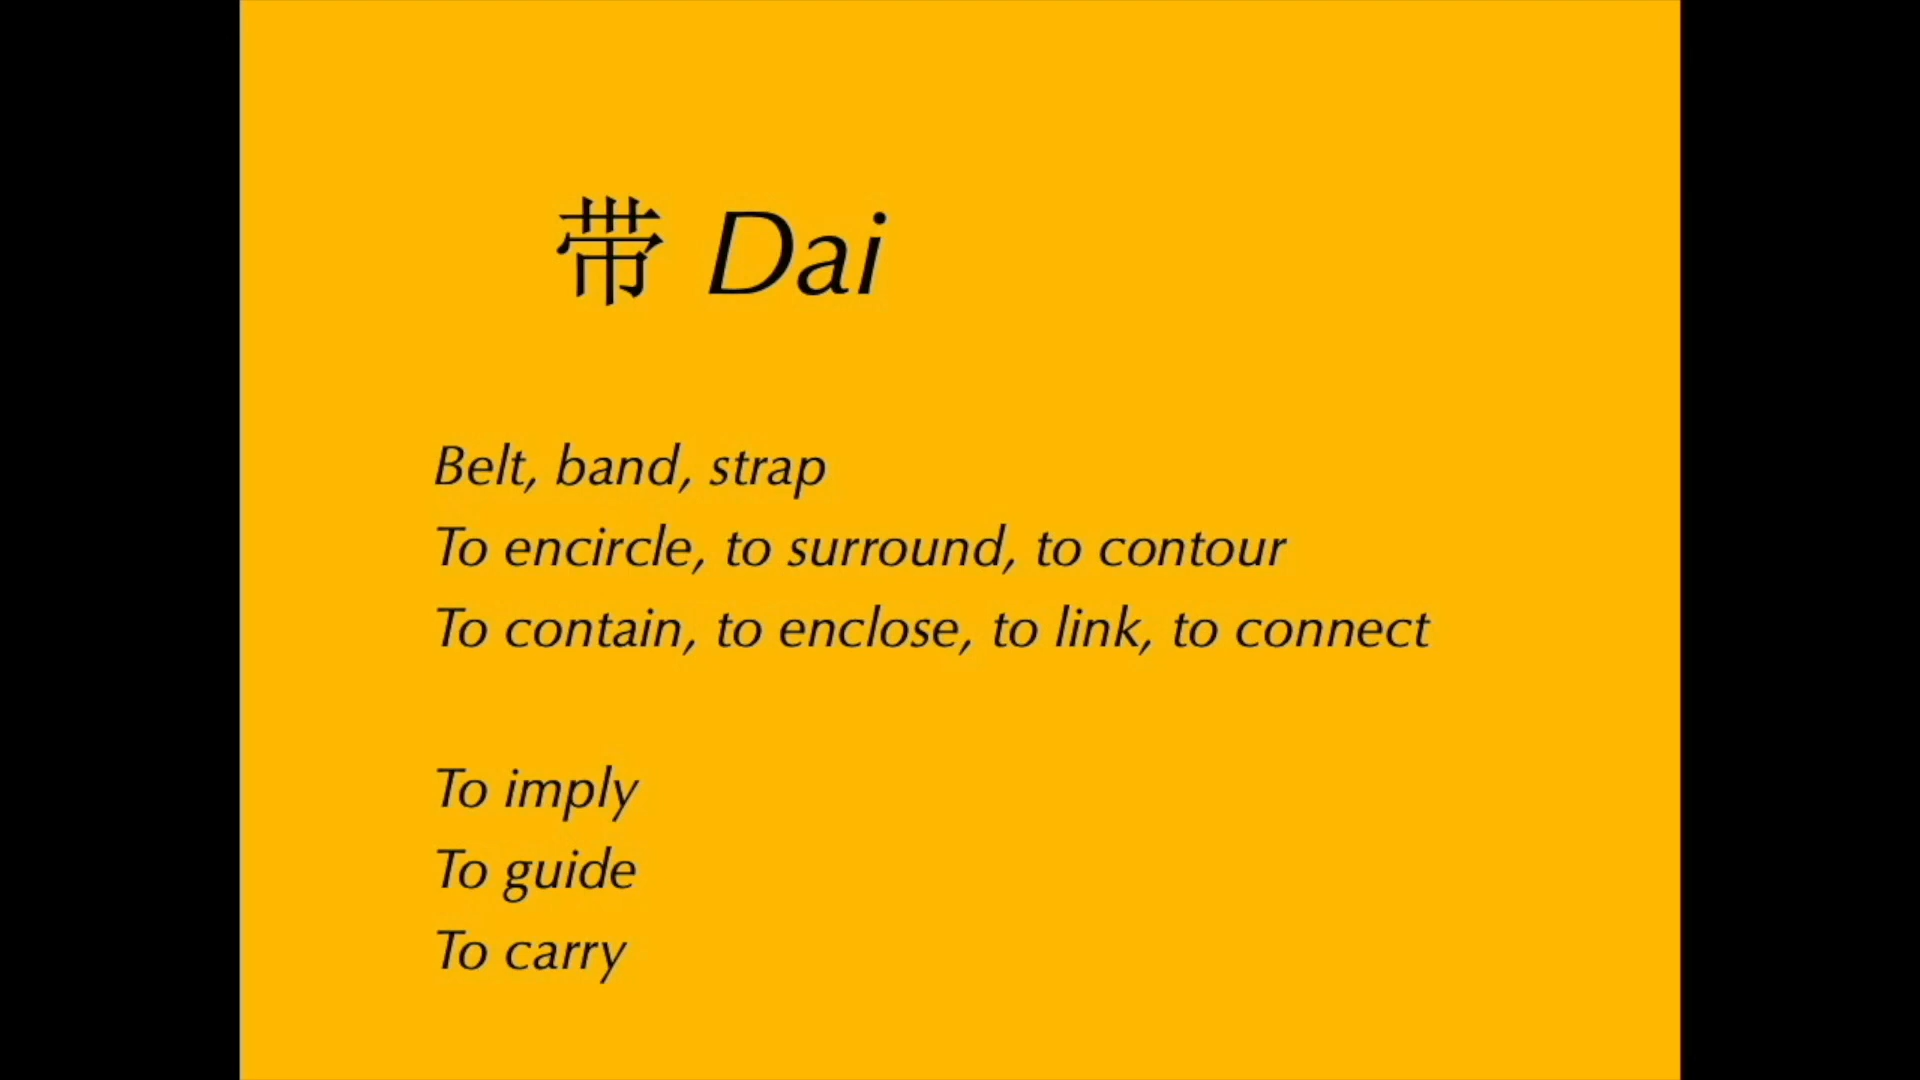 带 Dai
Belt, band, strap
To encircle, to surround, to contour
To contain, to enclose, to link, to connect
To imply
To guide
To carry